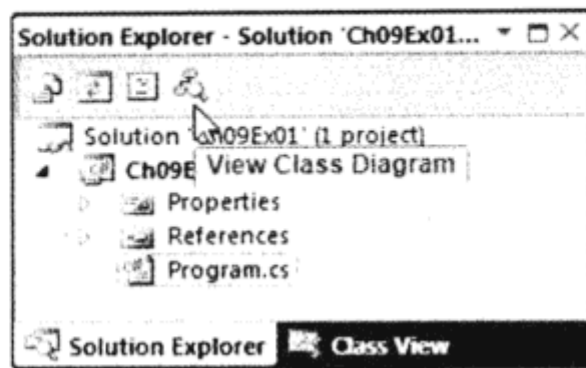 Solution Explorer - Solution 'Ch09Ex01...
Solution 'Ch09Ex01' (1 project)
Ch09E
View Class Diagram
Properties
References
Program.cs
Solution Explorer
Class View